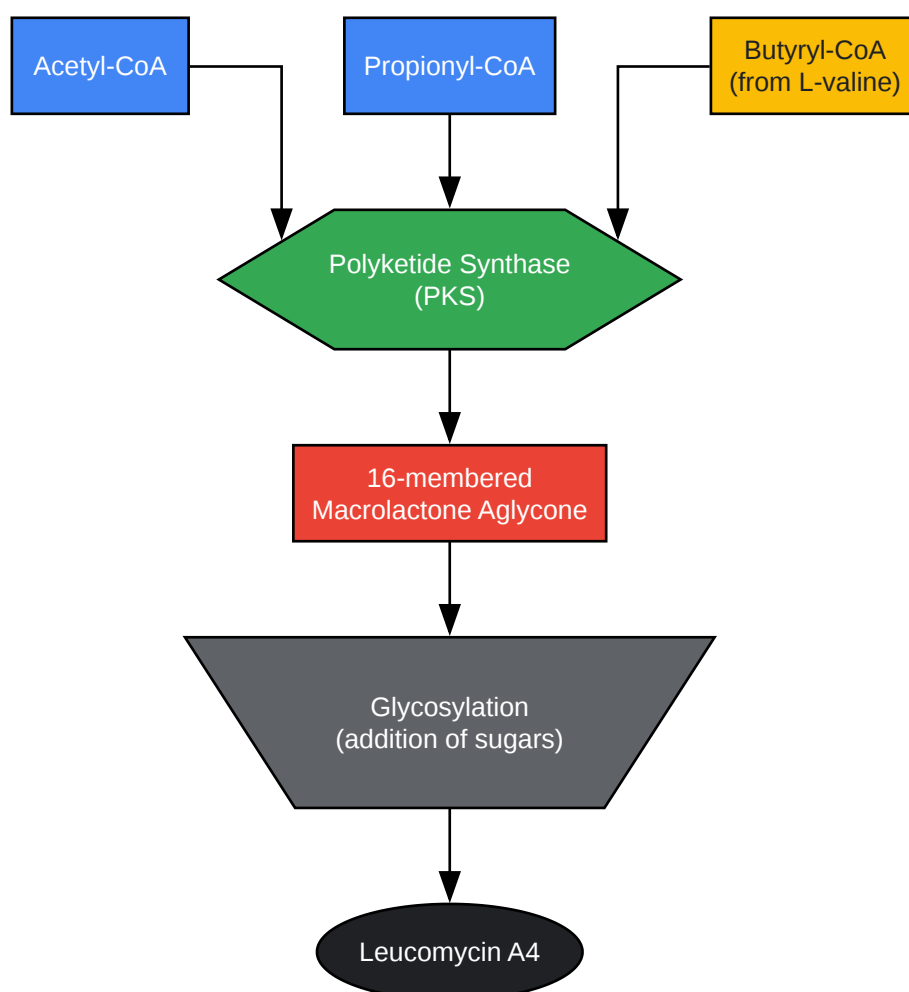 Acetyl-CoA
Propionyl-CoA
Butyryl-CoA
(from L-valine)
Polyketide Synthase
(PKS)
16-membered
Macrolactone Aglycone
Glycosylation
(addition of sugars)
Leucomycin A4